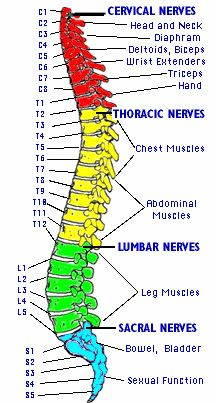 C1 CERVICAL NERVES
C2 Head and Neck
C3 Diaphram
C4 Deltoids, Biceps
C5 Wrist Extenders
C6
C7 Triceps
C8 Hand
T1
T2 THORACIC NERVES
T3
T4
T5 Chest Muscles
T6
T7
T8
T9
T10 Abdominal
T11 Muscles
T12
LUMBAR NERVES
L1
L2
L3 Leg Muscles
L4
L5
SACRAL NERVES
S1 Bowel, Bladder
S2
S3
S4 Sexual Function
S5